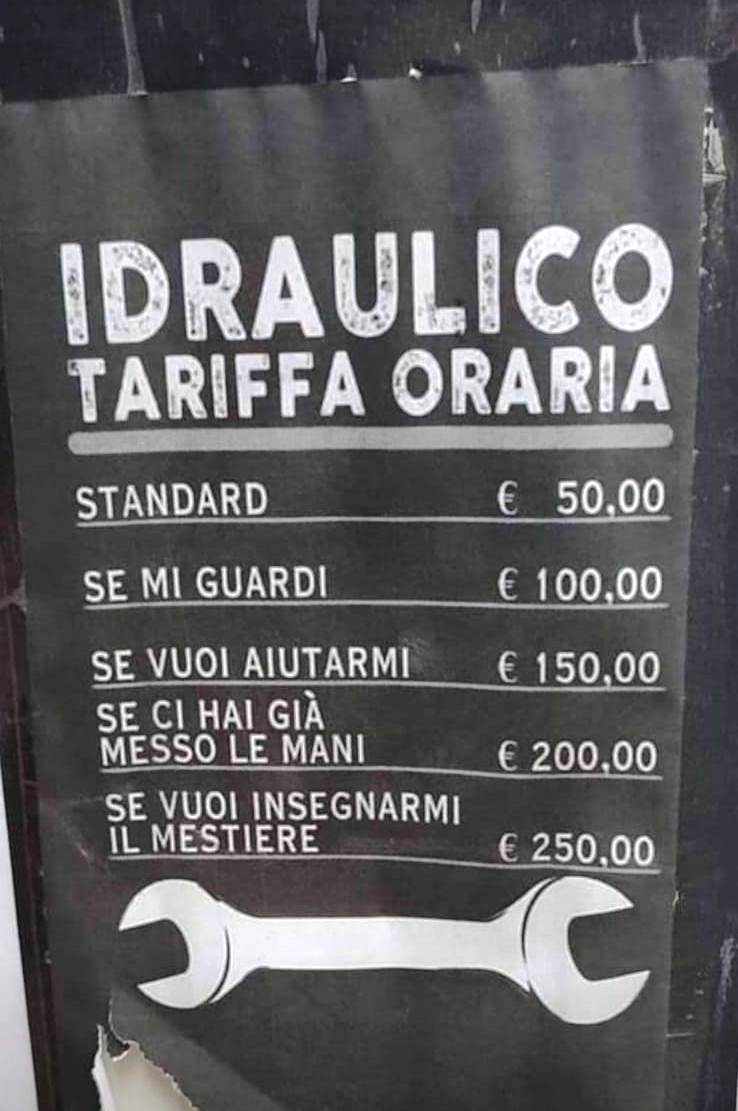 IDRAULICO
TARIFFA ORARIA
STANDARD € 50,00
SE MI GUARDI € 100,00
SE VUOI AIUTARMI € 150,00
SE CI HAI GIÀ
MESSO LE MANI € 200,00
SE VUOI INSEGNARMI
IL MESTIERE € 250,00